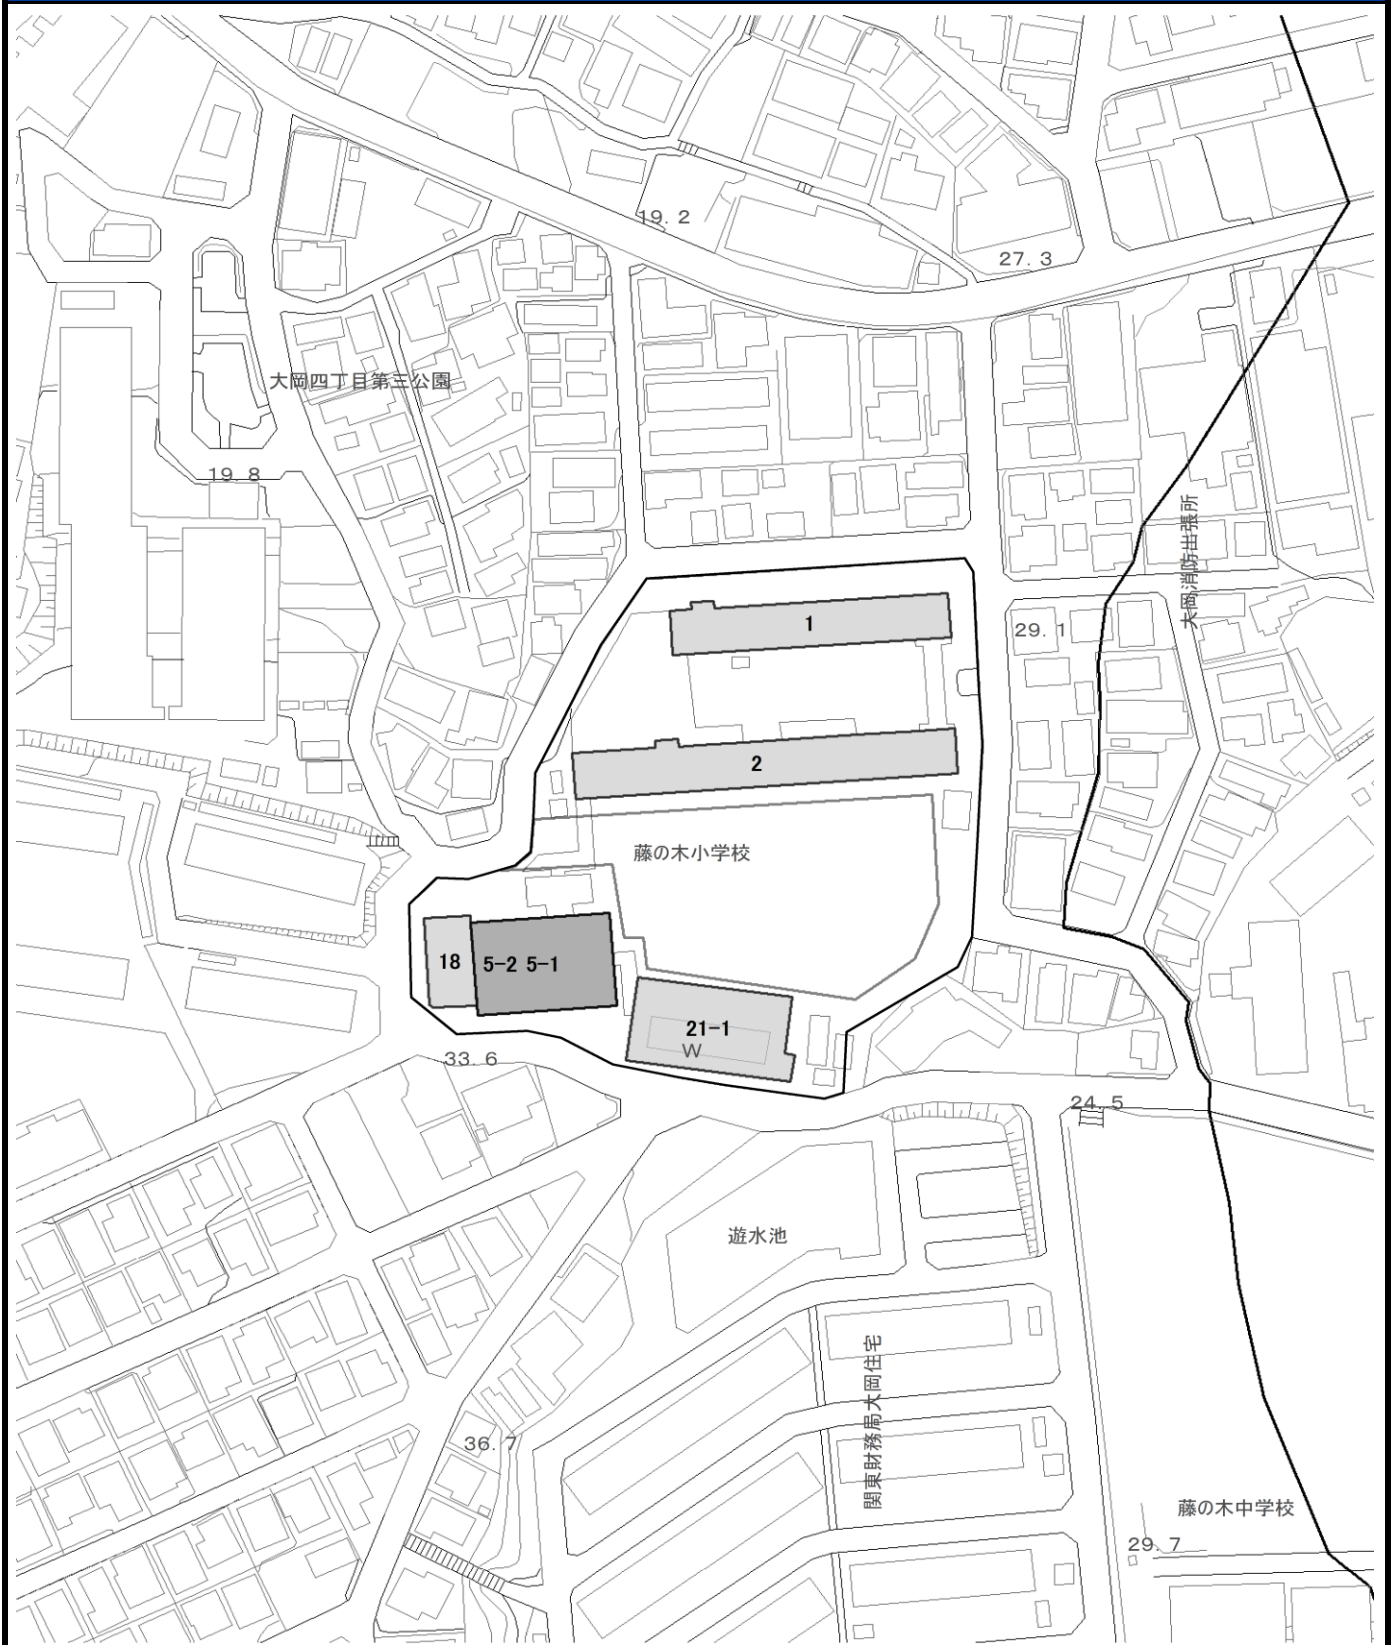 19.2
27.3
大岡四丁目第三公園
19.8
大岡消防出張所
1
29.1
2
藤の木小学校
18
5-2 5-1
21-1
W
33.6
24.5
遊水池
関東財務局大岡住宅
36.7
藤の木中学校
29.7